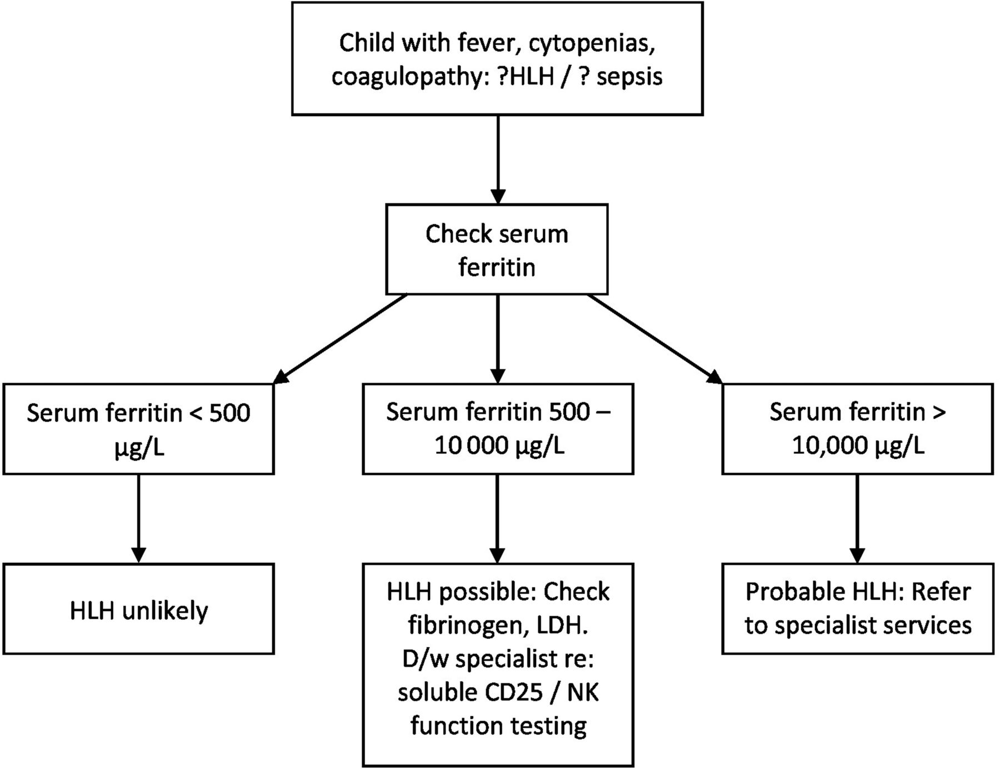 Child with fever, cytopenias,
coagulopathy: ?HLH / ? sepsis
Check serum
ferritin
Serum ferritin < 500
µg/L
Serum ferritin 500 –
10 000 µg/L
Serum ferritin >
10,000 µg/L
HLH unlikely
HLH possible: Check
fibrinogen, LDH.
D/w specialist re:
soluble CD25 / NK
function testing
Probable HLH: Refer
to specialist services